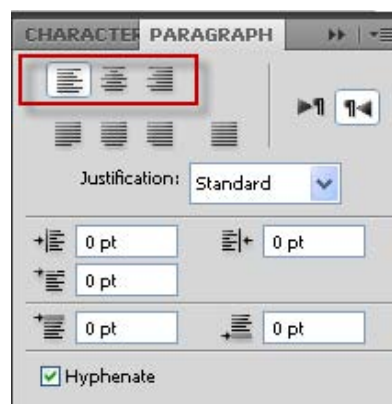 CHARACTER PARAGRAPH
Justification: Standard
0 pt 0 pt
0 pt
0 pt 0 pt
Hyphenate